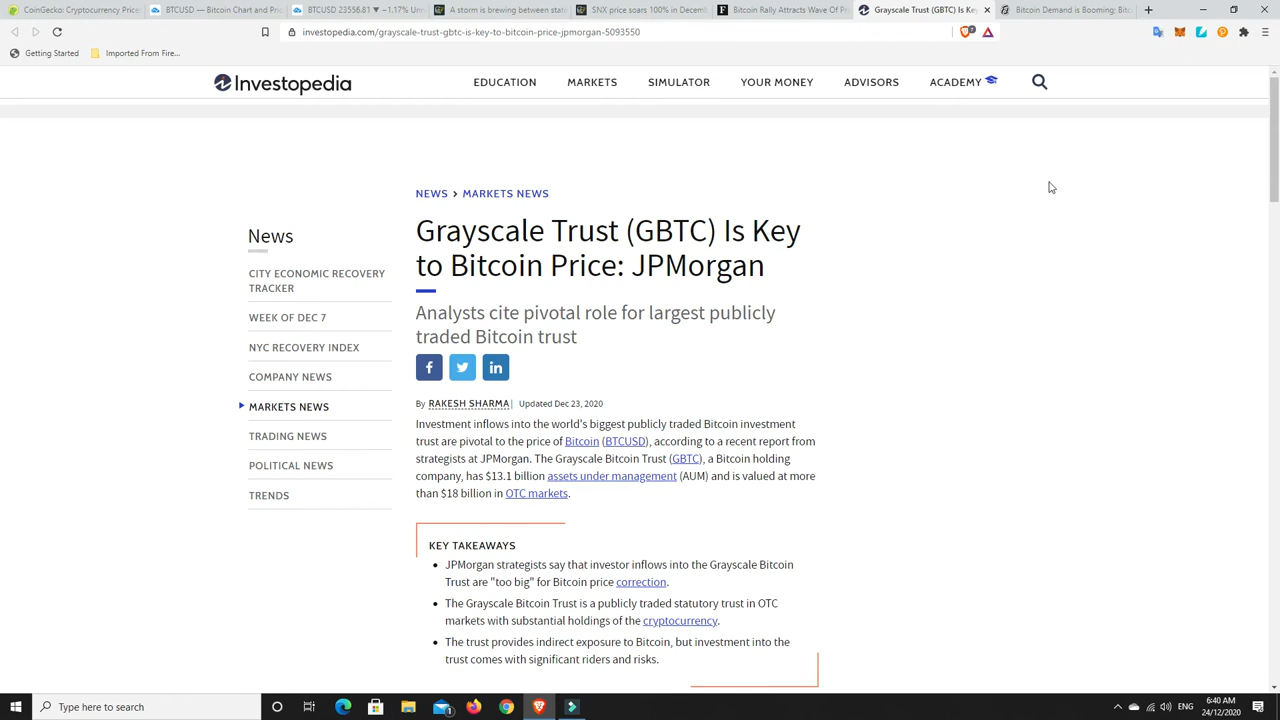 CoinGecko: Cryptocurrency Price
BTCUSD — Bitcoin Chart and Pric
BTCUSD 23556.81 ▼ −1.17% Un
A storm is brewing between stab
SNX price soars 100% in Decemb
Bitcoin Rally Attracts Wave Of Pr
Grayscale Trust (GBTC) Is Key
Bitcoin Demand is Booming: Bitc
investopedia.com/grayscale-trust-gbtc-is-key-to-bitcoin-price-jpmorgan-5093550
Getting Started
Imported From Fire...
Investopedia
EDUCATION
MARKETS
SIMULATOR
YOUR MONEY
ADVISORS
ACADEMY
NEWS > MARKETS NEWS
Grayscale Trust (GBTC) Is Key
to Bitcoin Price: JPMorgan
Analysts cite pivotal role for largest publicly
traded Bitcoin trust
By RAKESH SHARMA | Updated Dec 23, 2020
Investment inflows into the world's biggest publicly traded Bitcoin investment
trust are pivotal to the price of Bitcoin (BTCUSD), according to a recent report from
strategists at JPMorgan. The Grayscale Bitcoin Trust (GBTC), a Bitcoin holding
company, has $13.1 billion assets under management (AUM) and is valued at more
than $18 billion in OTC markets.
KEY TAKEAWAYS
• JPMorgan strategists say that investor inflows into the Grayscale Bitcoin
Trust are "too big" for Bitcoin price correction.
• The Grayscale Bitcoin Trust is a publicly traded statutory trust in OTC
markets with substantial holdings of the cryptocurrency.
• The trust provides indirect exposure to Bitcoin, but investment into the
trust comes with significant riders and risks.
News
CITY ECONOMIC RECOVERY
TRACKER
WEEK OF DEC 7
NYC RECOVERY INDEX
COMPANY NEWS
MARKETS NEWS
TRADING NEWS
POLITICAL NEWS
TRENDS
Type here to search
ENG
6:40 AM
24/12/2020